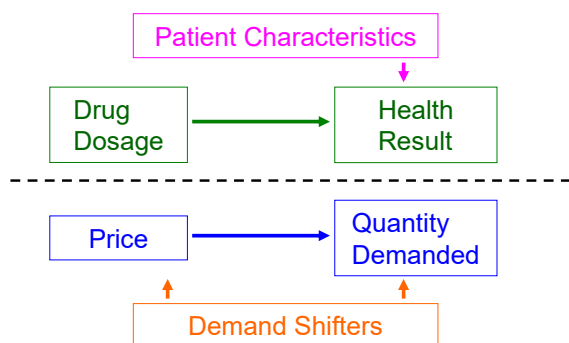 Patient Characteristics
Drug
Dosage
Health
Result
Price
Quantity
Demanded
Demand Shifters